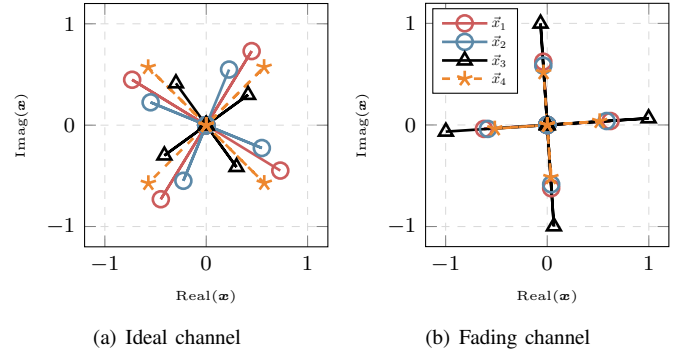 1
0
−1
Imag(x)
−1
0
1
Real(x)
(a) Ideal channel
1
0
−1
Imag(x)
x⃗1
x⃗2
x⃗3
x⃗4
−1
0
1
Real(x)
(b) Fading channel